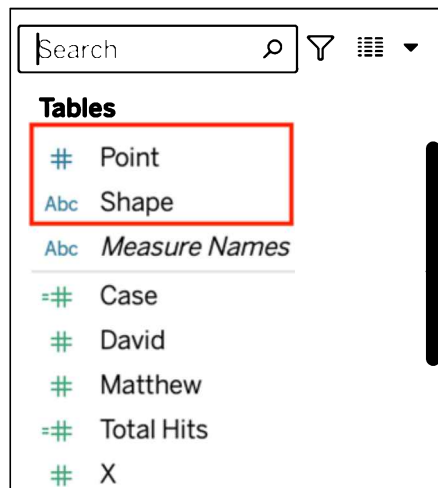 Search
Tables
# Point
Abc Shape
Abc Measure Names
=# Case
# David
# Matthew
=# Total Hits
# X